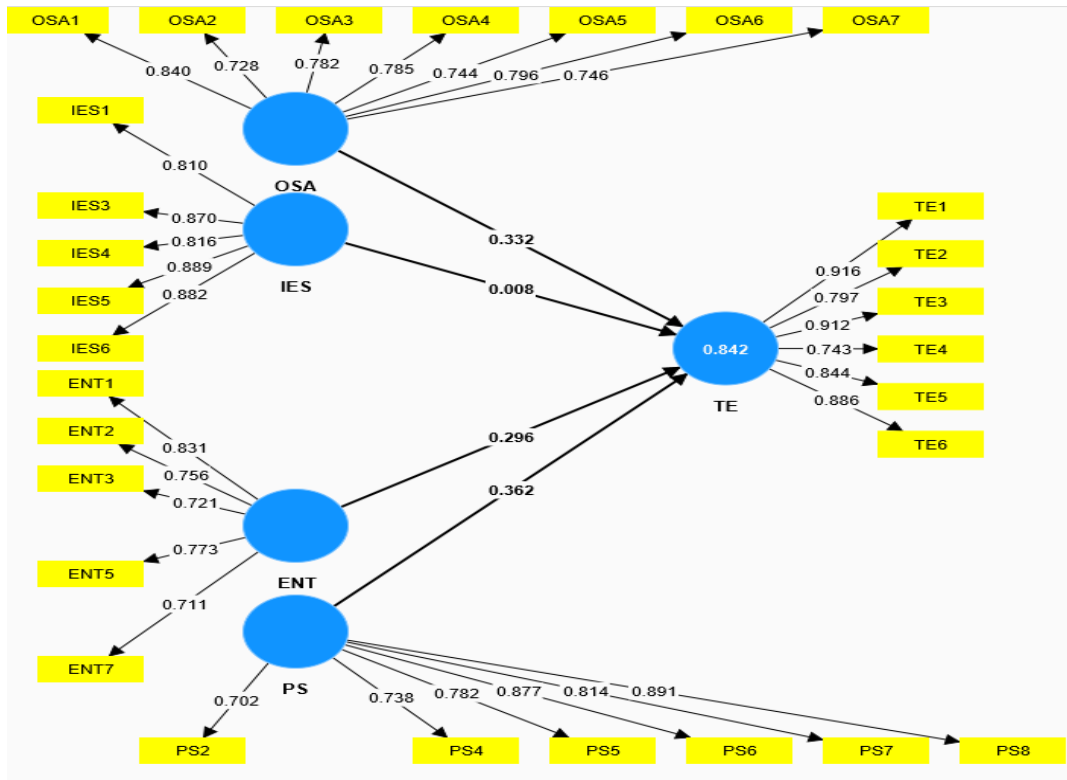 OSA1 OSA2 OSA3 OSA4 OSA5 OSA6 OSA7
0.840 0.728 0.782 0.785 0.744 0.796 0.746
OSA
IES1
0.810
IES3
0.870
IES4
0.816
IES5
0.889
IES6
0.882
IES
0.332
0.008
0.296
0.362
0.842
TE
TE1
0.916
TE2
0.797
TE3
0.912
TE4
0.743
TE5
0.844
TE6
0.886
ENT1
0.831
ENT2
0.756
ENT3
0.721
ENT5
0.773
ENT7
0.711
ENT
PS
0.702 0.738 0.782 0.877 0.814 0.891
PS2 PS4 PS5 PS6 PS7 PS8